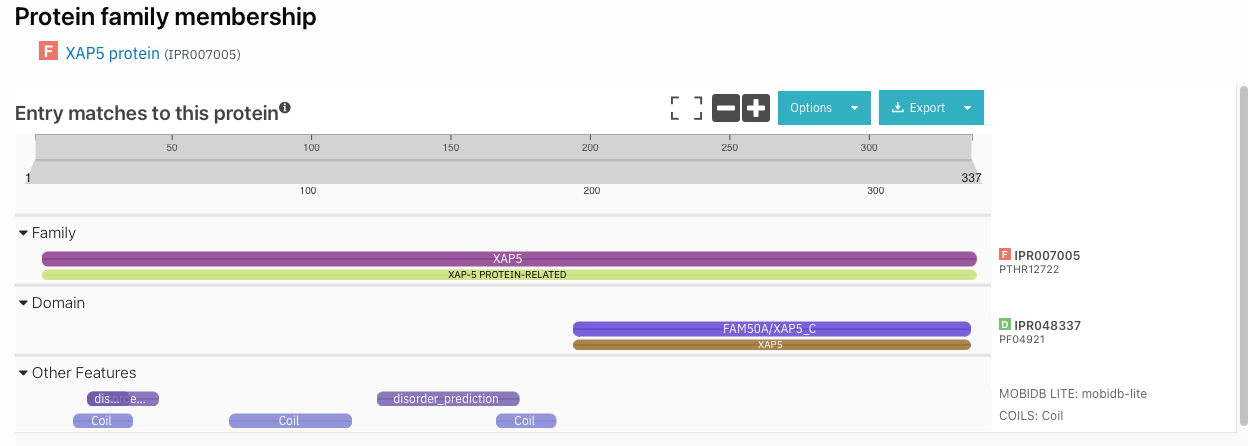 Protein family membership
F XAP5 protein (IPR007005)
Entry matches to this protein
Options Export
50 100 150 200 250 300
1 337
100 200 300
Family
XAP5
XAP-5 PROTEIN-RELATED
F IPR007005
PTHR12722
Domain
FAM50A/XAP5_C
XAP5
D IPR048337
PF04921
Other Features
dis... e... disorder_prediction
MOBIDB LITE: mobidb-lite
Coil Coil Coil
COILS: Coil